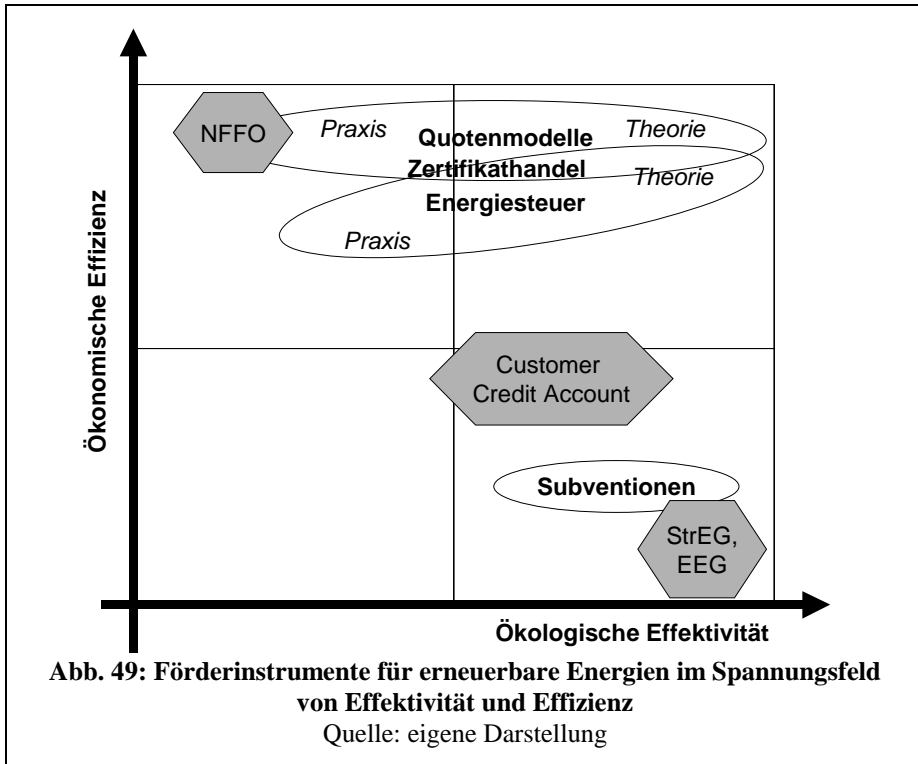 Ökonomische Effizienz
NFFO
Praxis
Quotenmodelle
Theorie
Zertifikathandel
Theorie
Energiesteuer
Praxis
Customer
Credit Account
Subventionen
StrEG,
EEG
Ökologische Effektivität
Abb. 49: Förderinstrumente für erneuerbare Energien im Spannungsfeld
von Effektivität und Effizienz
Quelle: eigene Darstellung